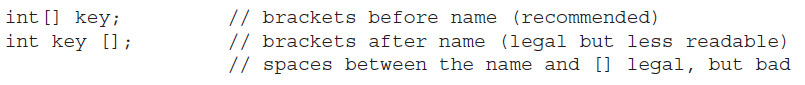 int[] key;         // brackets before name (recommended)
int key [];        // brackets after name (legal but less readable)
                   // spaces between the name and [] legal, but bad